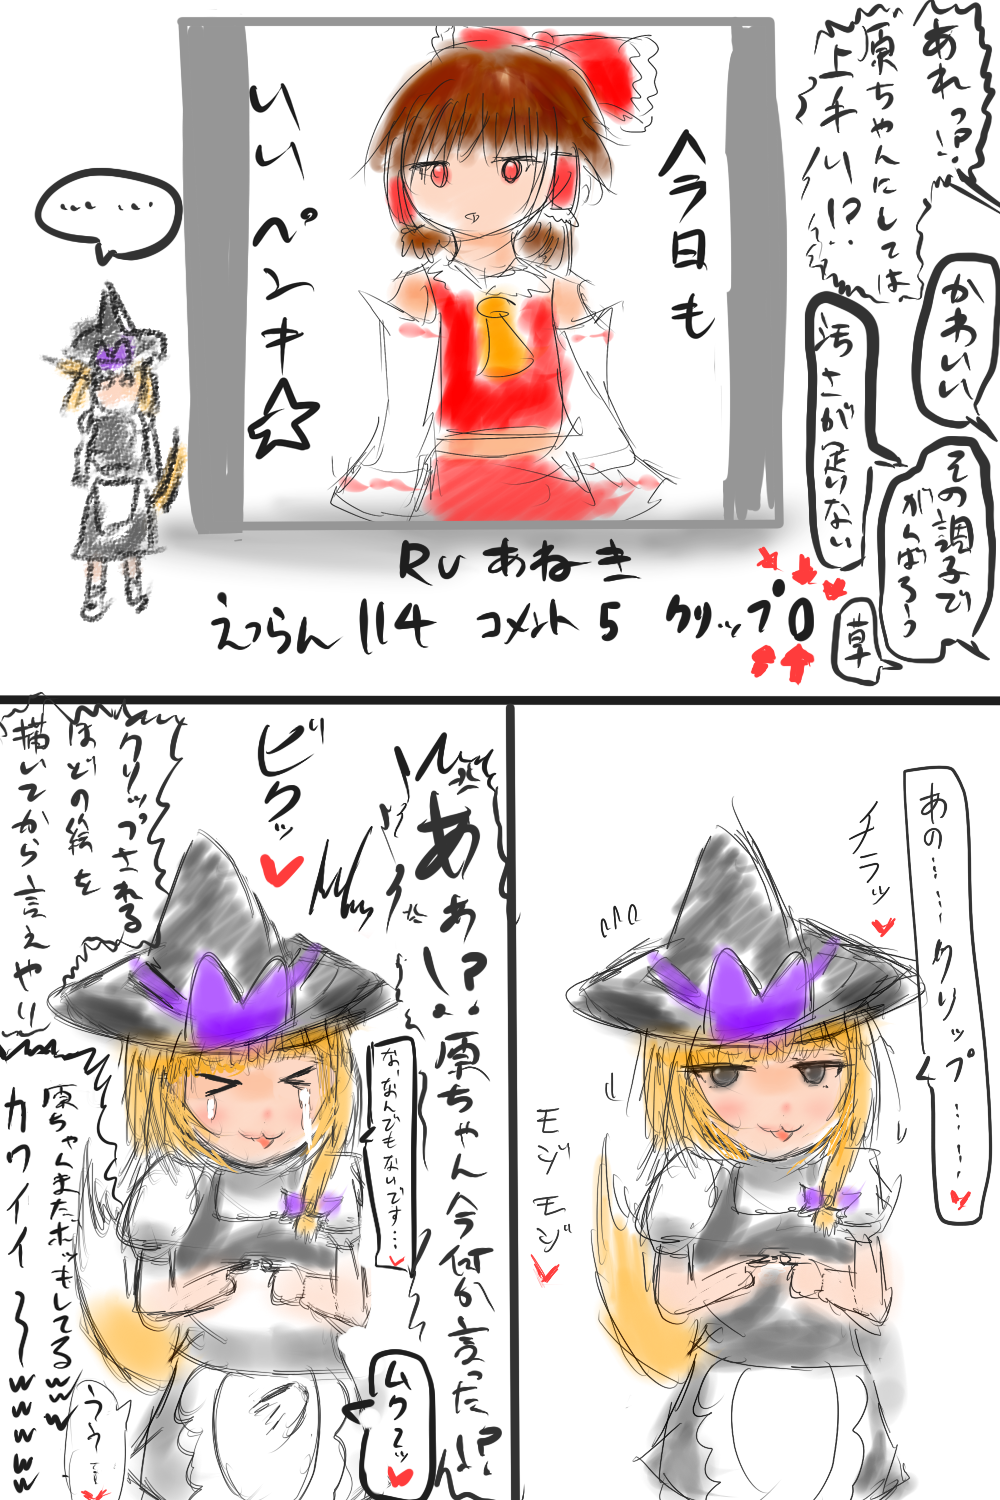 あれっ!?
原ちゃんにしては
上手い!?
かわいい
汚さが足りない
その調子で
がんばろうっ
草
今日も
いいペンキ☆
…… …
Ruあねき
えつらん114 コメント5 クリップ0
あの……クリップ……♥
チラッ♥
モジモジ♥
あぁ!?原ちゃん今何か言った!?
ビクッ♥
なっなんでもないです…♥
ムクーッ♥
クリップされる
ほどの絵を
描いてから言えやり
原ちゃんまたボッキしてるwww
カワイイ〜wwwww
うぅ…♥